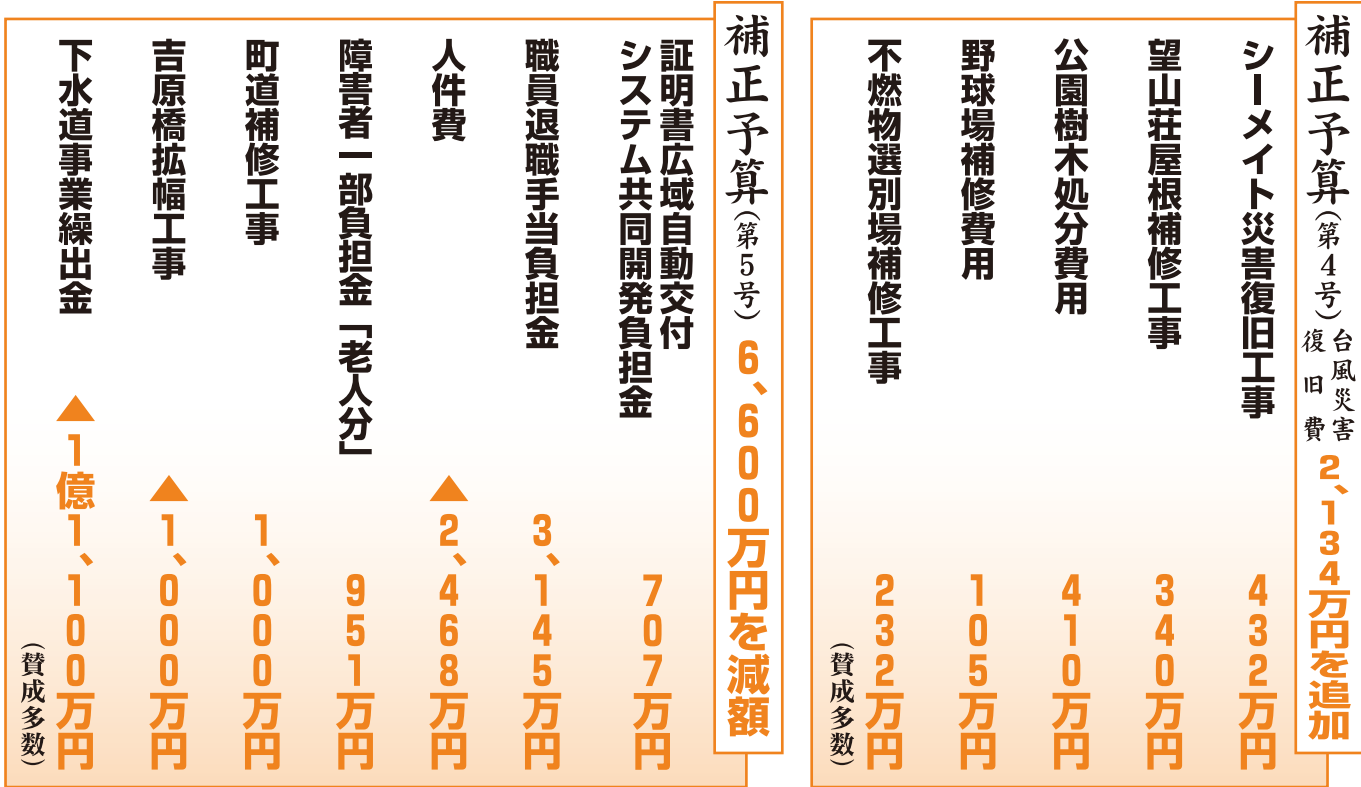 補正予算（第4号）台風災害復旧費 2、134万円を追加
シーメイト災害復旧工事 432万円
望山荘屋根補修工事 340万円
公園樹木処分費用 410万円
野球場補修費用 105万円
不燃物選別場補修工事 232万円
（賛成多数）
補正予算（第5号） 6、600万円を減額
証明書広域自動交付
システム共同開発負担金 707万円
職員退職手当負担金 3、145万円
人件費 ▲2、468万円
障害者一部負担金「老人分」 951万円
町道補修工事 1、000万円
吉原橋拡幅工事 ▲1、000万円
下水道事業繰出金 ▲1億1、100万円
（賛成多数）